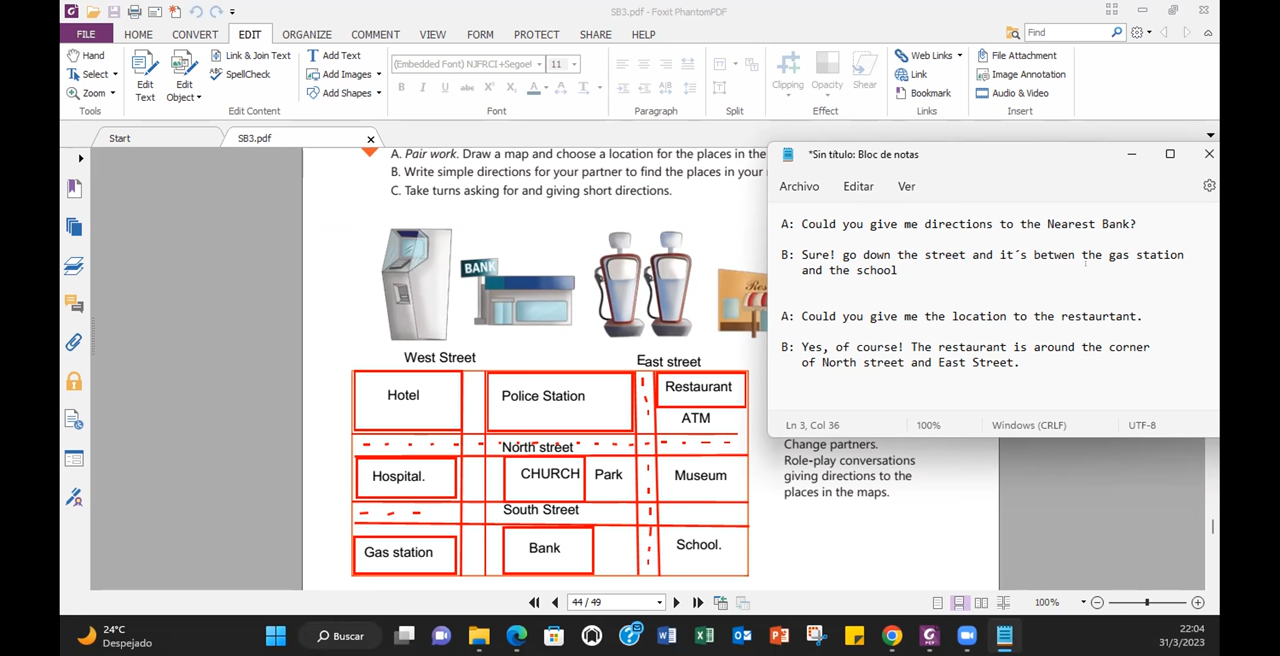 SB3.pdf - Foxit PhantomPDF
FILE HOME CONVERT EDIT ORGANIZE COMMENT VIEW FORM PROTECT SHARE HELP
Find
Hand
Select
Zoom
Tools
Edit Text
Edit Object
Link & Join Text
SpellCheck
Edit Content
Add Text
Add Images
Add Shapes
(Embedded Font) NJFRCI+Segoe
11
Font
Paragraph
Split
Clipping Opacity Shear
Effect
Web Links
Link
Bookmark
Links
File Attachment
Image Annotation
Audio & Video
Insert
Start SB3.pdf
A. Pair work. Draw a map and choose a location for the places in the
B. Write simple directions for your partner to find the places in your
C. Take turns asking for and giving short directions.
BANK
West Street East street
Hotel Police Station Restaurant
ATM
North street
Hospital. CHURCH Park Museum
South Street
Gas station Bank School.
*Sin título: Bloc de notas
Archivo Editar Ver
A: Could you give me directions to the Nearest Bank?
B: Sure! go down the street and it´s betwen the gas station
and the school
A: Could you give me the location to the restaurtant.
B: Yes, of course! The restaurant is around the corner
of North street and East Street.
Ln 3, Col 36 100% Windows (CRLF) UTF-8
Change partners.
Role-play conversations
giving directions to the
places in the maps.
44 / 49
100%
24°C
Despejado
Buscar
22:04
31/3/2023